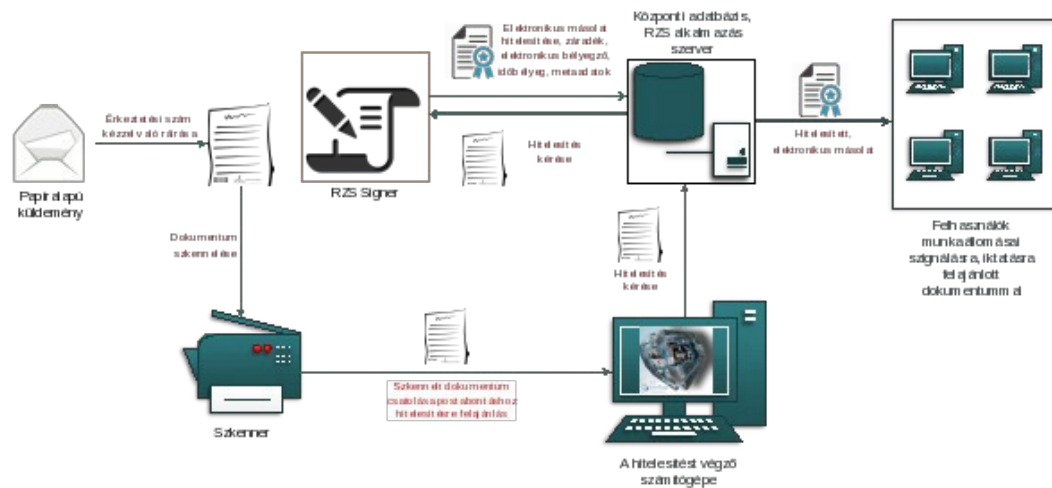 Elektronikus másolat
hitelesítése, záradék,
elektronikus bélyegző,
időbélyeg, metaadatok
Központi adatbázis,
RZS alkalmazás
szerver
Érkeztetési szám
kézzel való ráírása
Hitelesítés
kérése
Hitelesített,
elektronikus másolat
Papíralapú
küldemény
RZS Signer
Dokumentum
szkennelése
Hitelesítés
kérése
Felhasználók
munkaállomásai
szignálásra, iktatásra
felajánlott
dokumentummal
Szkennelt dokumentum
csatolása postabontáshoz
hitelesítésre felajánlás
Szkenner
A hitelesítést végző
számítógépe